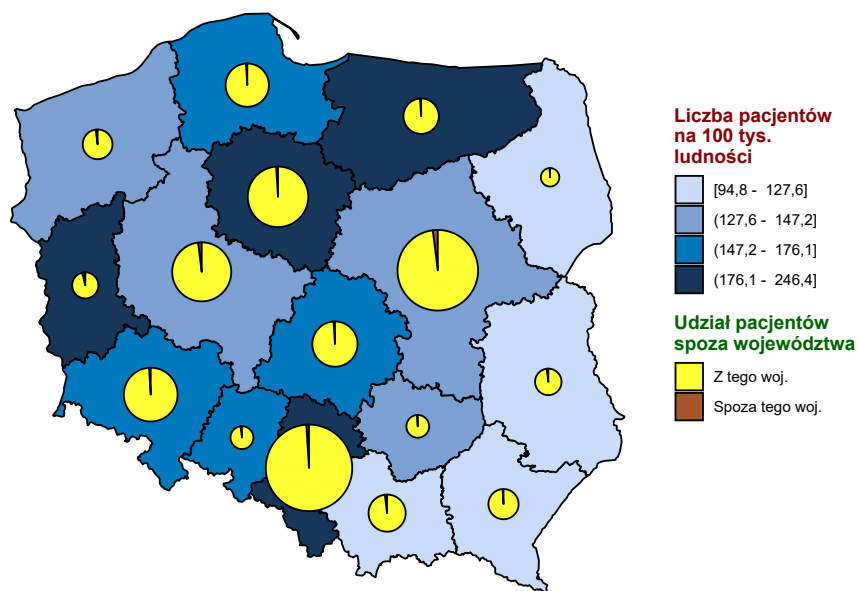 Liczba pacjentów
na 100 tys.
ludności
[94,8 - 127,6]
(127,6 - 147,2]
(147,2 - 176,1]
(176,1 - 246,4]
Udział pacjentów
spoza województwa
Z tego woj.
Spoza tego woj.